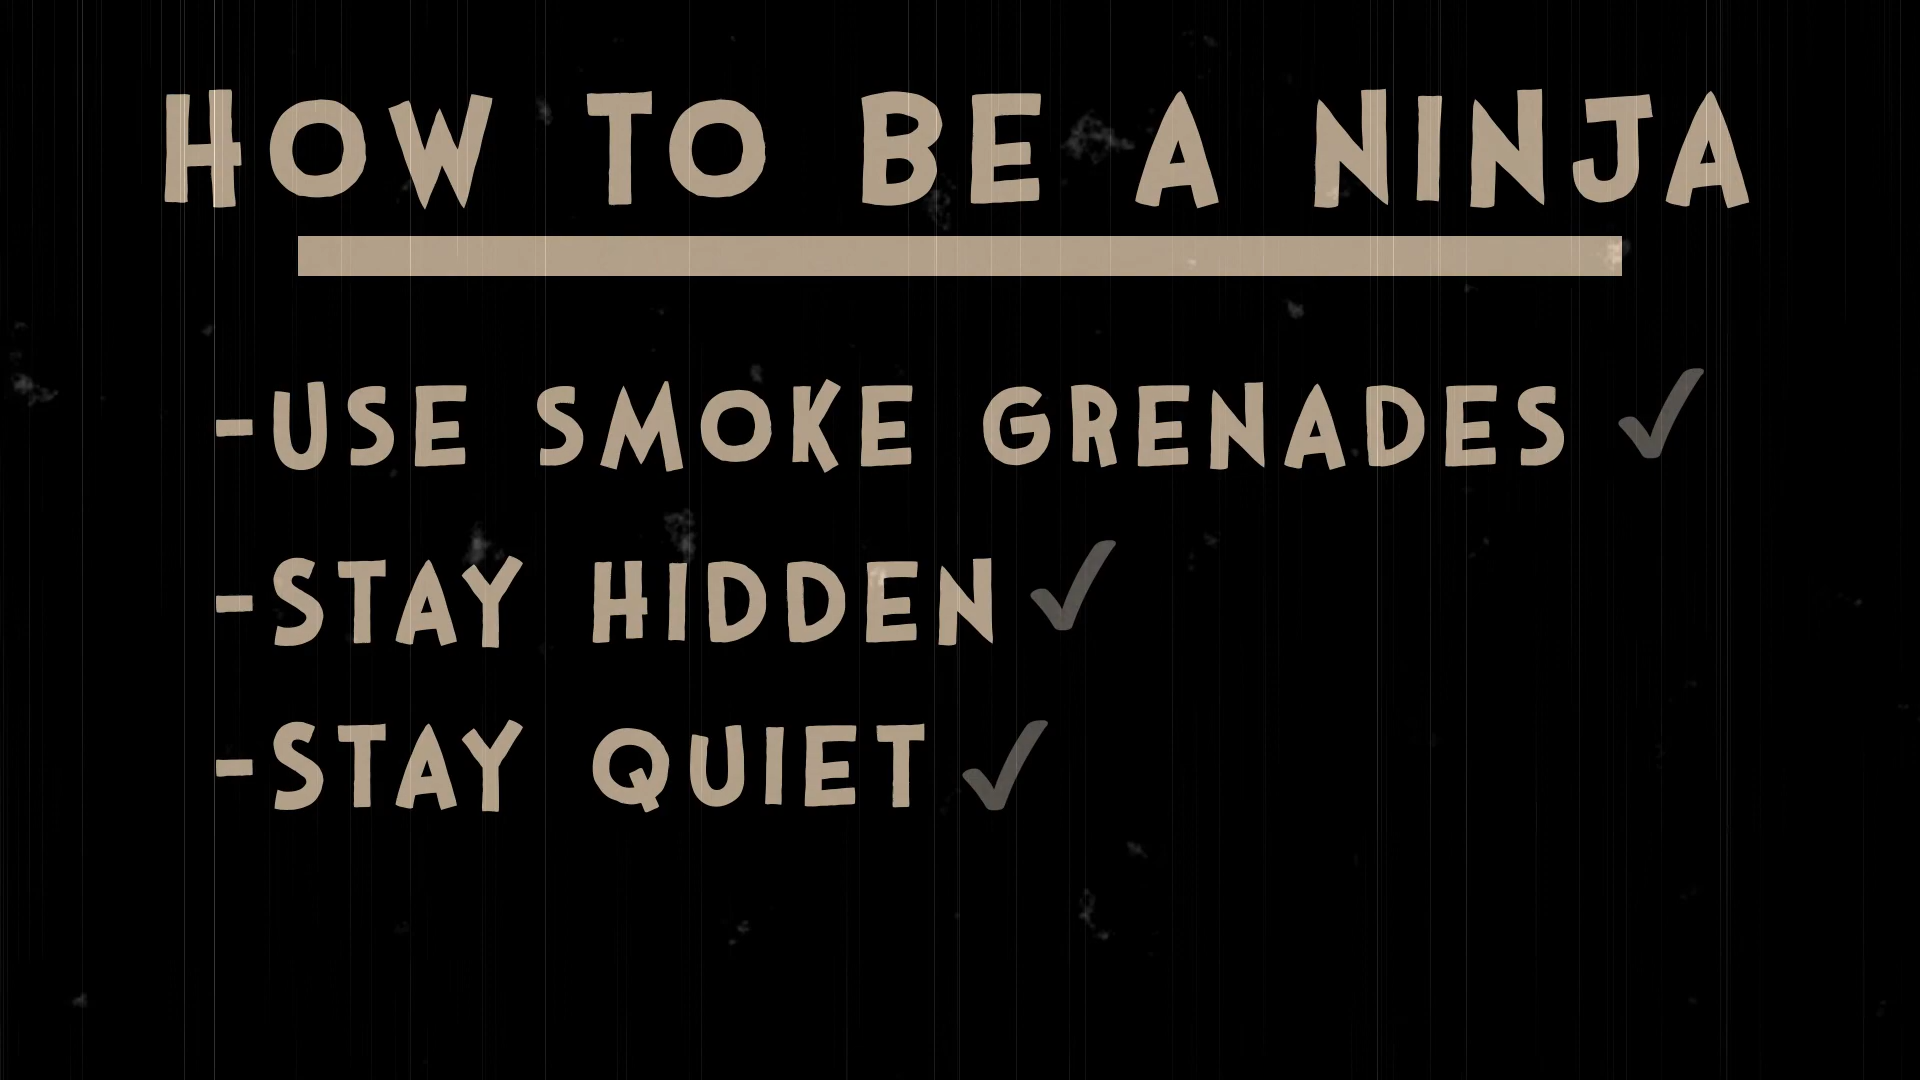 HOW TO BE A NINJA
-USE SMOKE GRENADES ✓
-STAY HIDDEN ✓
-STAY QUIET ✓